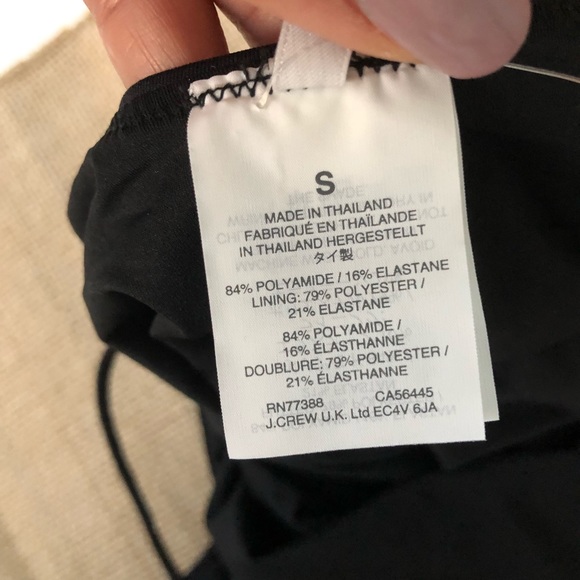 S
MADE IN THAILAND
FABRIQUÉ EN THAÏLANDE
IN THAILAND HERGESTELLT
タイ製
84% POLYAMIDE / 16% ELASTANE
LINING: 79% POLYESTER /
21% ELASTANE
84% POLYAMIDE /
16% ÉLASTHANNE
DOUBLURE: 79% POLYESTER /
21% ÉLASTHANNE
RN77388 CA56445
J.CREW U.K. Ltd EC4V 6JA